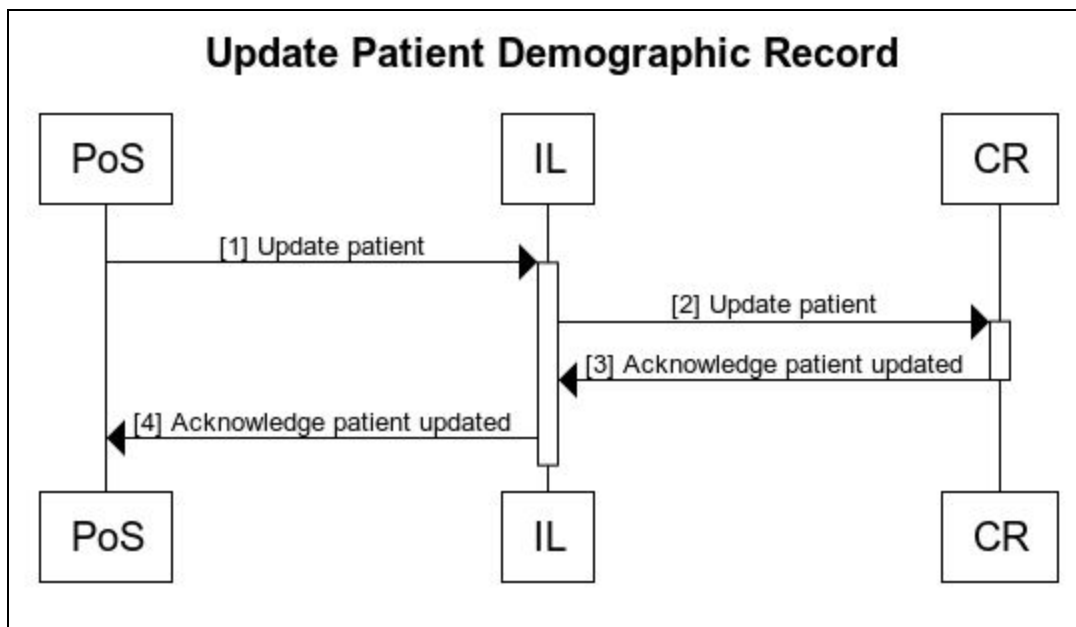 Update Patient Demographic Record
PoS
IL
CR
[1] Update patient
[2] Update patient
[3] Acknowledge patient updated
[4] Acknowledge patient updated
PoS
IL
CR